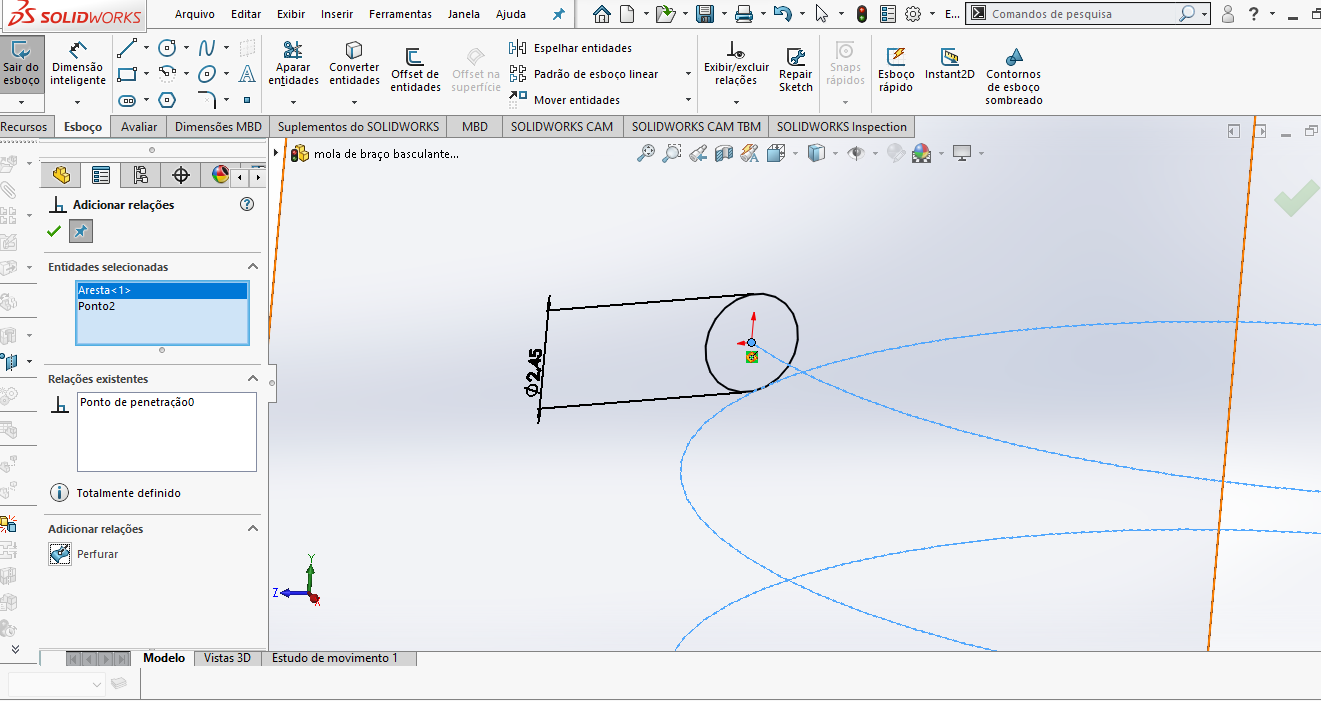 SOLIDWORKS Arquivo Editar Exibir Inserir Ferramentas Janela Ajuda E... Comandos de pesquisa ?
Sair do esboço
Dimensão inteligente
Aparar entidades
Converter entidades
Offset de entidades
Offset na superfície
Espelhar entidades
Padrão de esboço linear
Mover entidades
Exibir/excluir relações
Repair Sketch
Snaps rápidos
Esboço rápido
Instant2D
Contornos de esboço sombreado
Recursos Esboço Avaliar Dimensões MBD Suplementos do SOLIDWORKS MBD SOLIDWORKS CAM SOLIDWORKS CAM TBM SOLIDWORKS Inspection
mola de braço basculante...
Adicionar relações
Entidades selecionadas
Aresta<1>
Ponto2
Relações existentes
Ponto de penetração0
Totalmente definido
Adicionar relações
Perfurar
Ø2,45
Y
Z
X
Modelo Vistas 3D Estudo de movimento 1